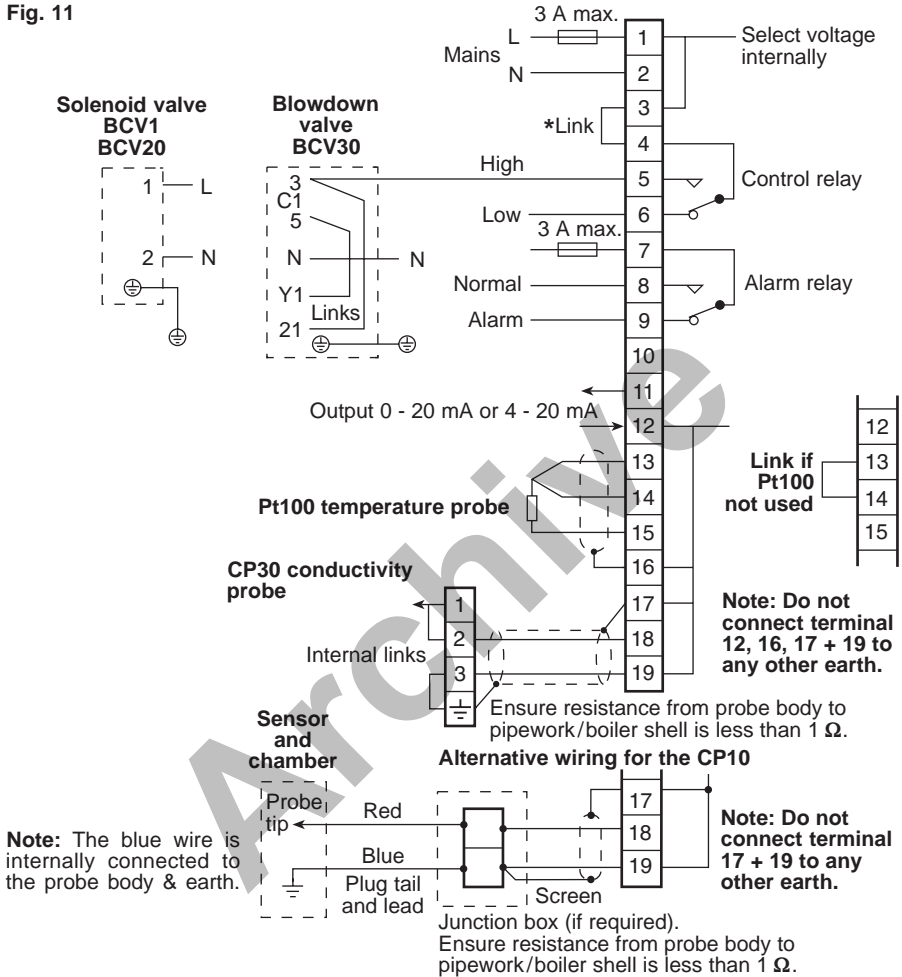 Fig. 11
3 A max.
L
Mains
N
1
2
3
4
5
6
7
8
9
10
11
12
13
14
15
16
17
18
19
Select voltage
internally
*Link
High
Control relay
Low
3 A max.
Normal
Alarm relay
Alarm
Solenoid valve
BCV1
BCV20
1
L
2
N
Blowdown
valve
BCV30
3
C1
5
N
N
Y1
Links
21
Output 0 - 20 mA or 4 - 20 mA
Pt100 temperature probe
Link if
Pt100
not used
12
13
14
15
CP30 conductivity
probe
1
2
3
Internal links
Note: Do not
connect terminal
12, 16, 17 + 19 to
any other earth.
Ensure resistance from probe body to
pipework/boiler shell is less than 1 Ω.
Sensor
and
chamber
Alternative wiring for the CP10
Probe
tip
Red
Blue
Plug tail
and lead
Screen
17
18
19
Note: Do not
connect terminal
17 + 19 to any
other earth.
Note: The blue wire is
internally connected to
the probe body & earth.
Junction box (if required).
Ensure resistance from probe body to
pipework/boiler shell is less than 1 Ω.
Archive